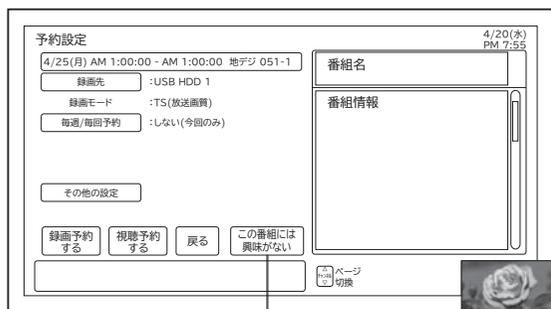 予約設定
4/20(水)
PM 7:55
4/25(月) AM 1:00:00 - AM 1:00:00 地デジ 051-1
録画先 :USB HDD 1
録画モード :TS(放送画質)
毎週/毎回予約 :しない(今回のみ)
その他の設定
録画予約
する
視聴予約
する
戻る
この番組には
興味がない
番組名
番組情報
ページ
切換